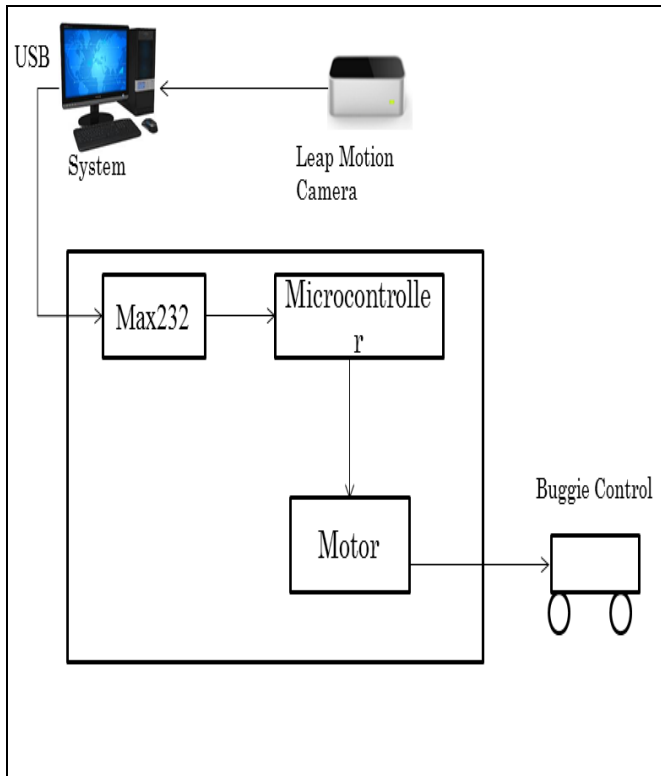 USB
System
Leap Motion
Camera
Max232
Microcontrolle
r
Motor
Buggie Control